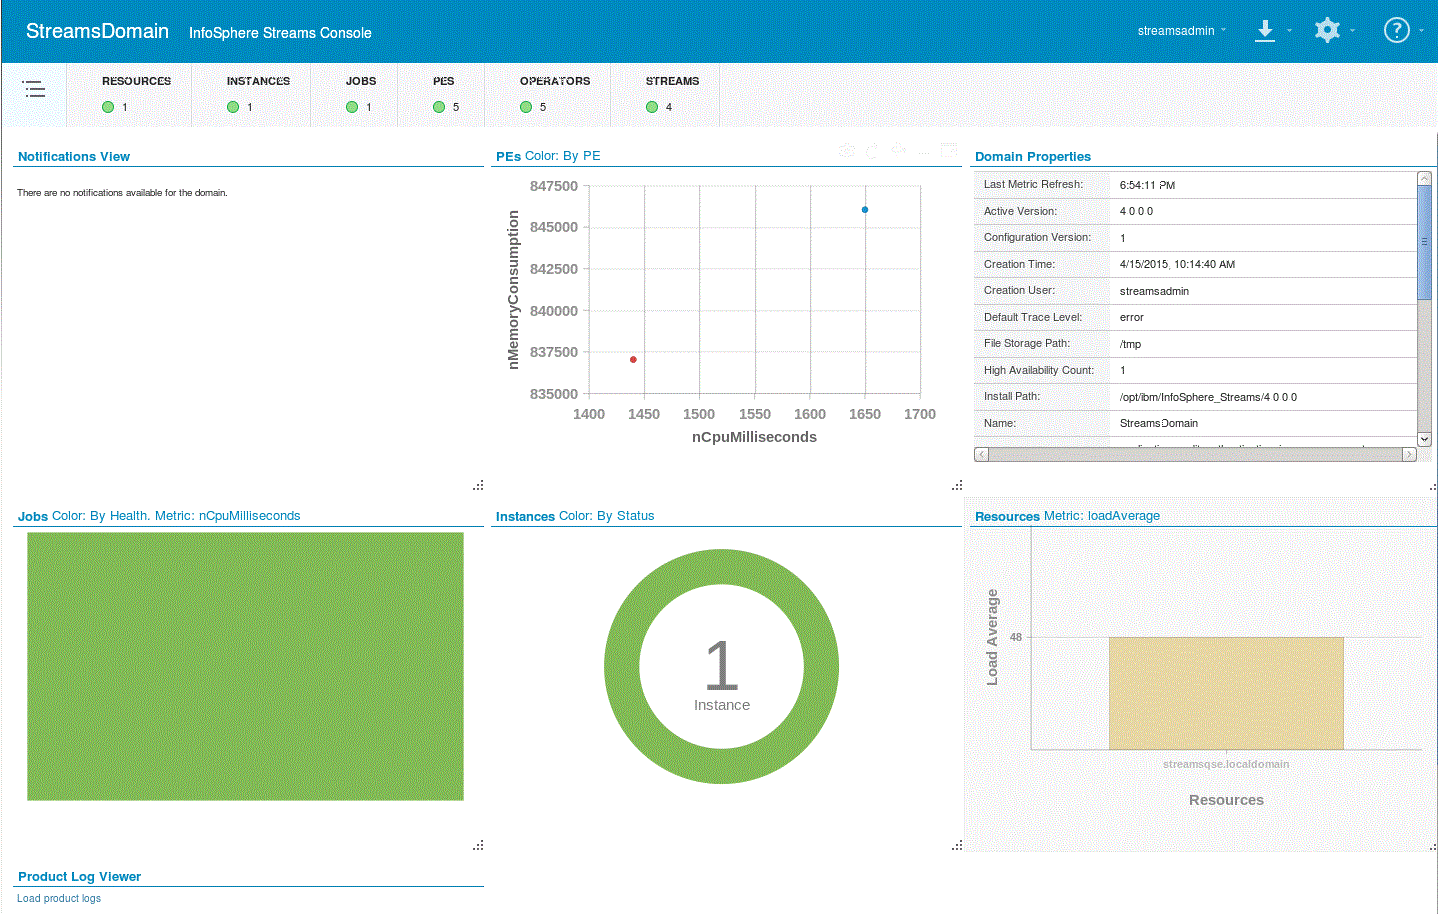 StreamsDomain InfoSphere Streams Console
streamsadmin
RESOURCES INSTANCES JOBS PES OPERATORS STREAMS
1 1 1 5 5 4
Notifications View
There are no notifications available for the domain.
PEs Color: By PE
847500
845000
842500
840000
837500
835000
nMemoryConsumption
1400 1450 1500 1550 1600 1650 1700
nCpuMilliseconds
Domain Properties
Last Metric Refresh: 6:54:11 PM
Active Version: 4 0 0 0
Configuration Version: 1
Creation Time: 4/15/2015, 10:14:40 AM
Creation User: streamsadmin
Default Trace Level: error
File Storage Path: /tmp
High Availability Count: 1
Install Path: /opt/ibm/InfoSphere_Streams/4 0 0 0
Name: StreamsDomain
Jobs Color: By Health. Metric: nCpuMilliseconds
Instances Color: By Status
1
Instance
Resources Metric: loadAverage
Load Average
48
streamsqse.localdomain
Resources
Product Log Viewer
Load product logs